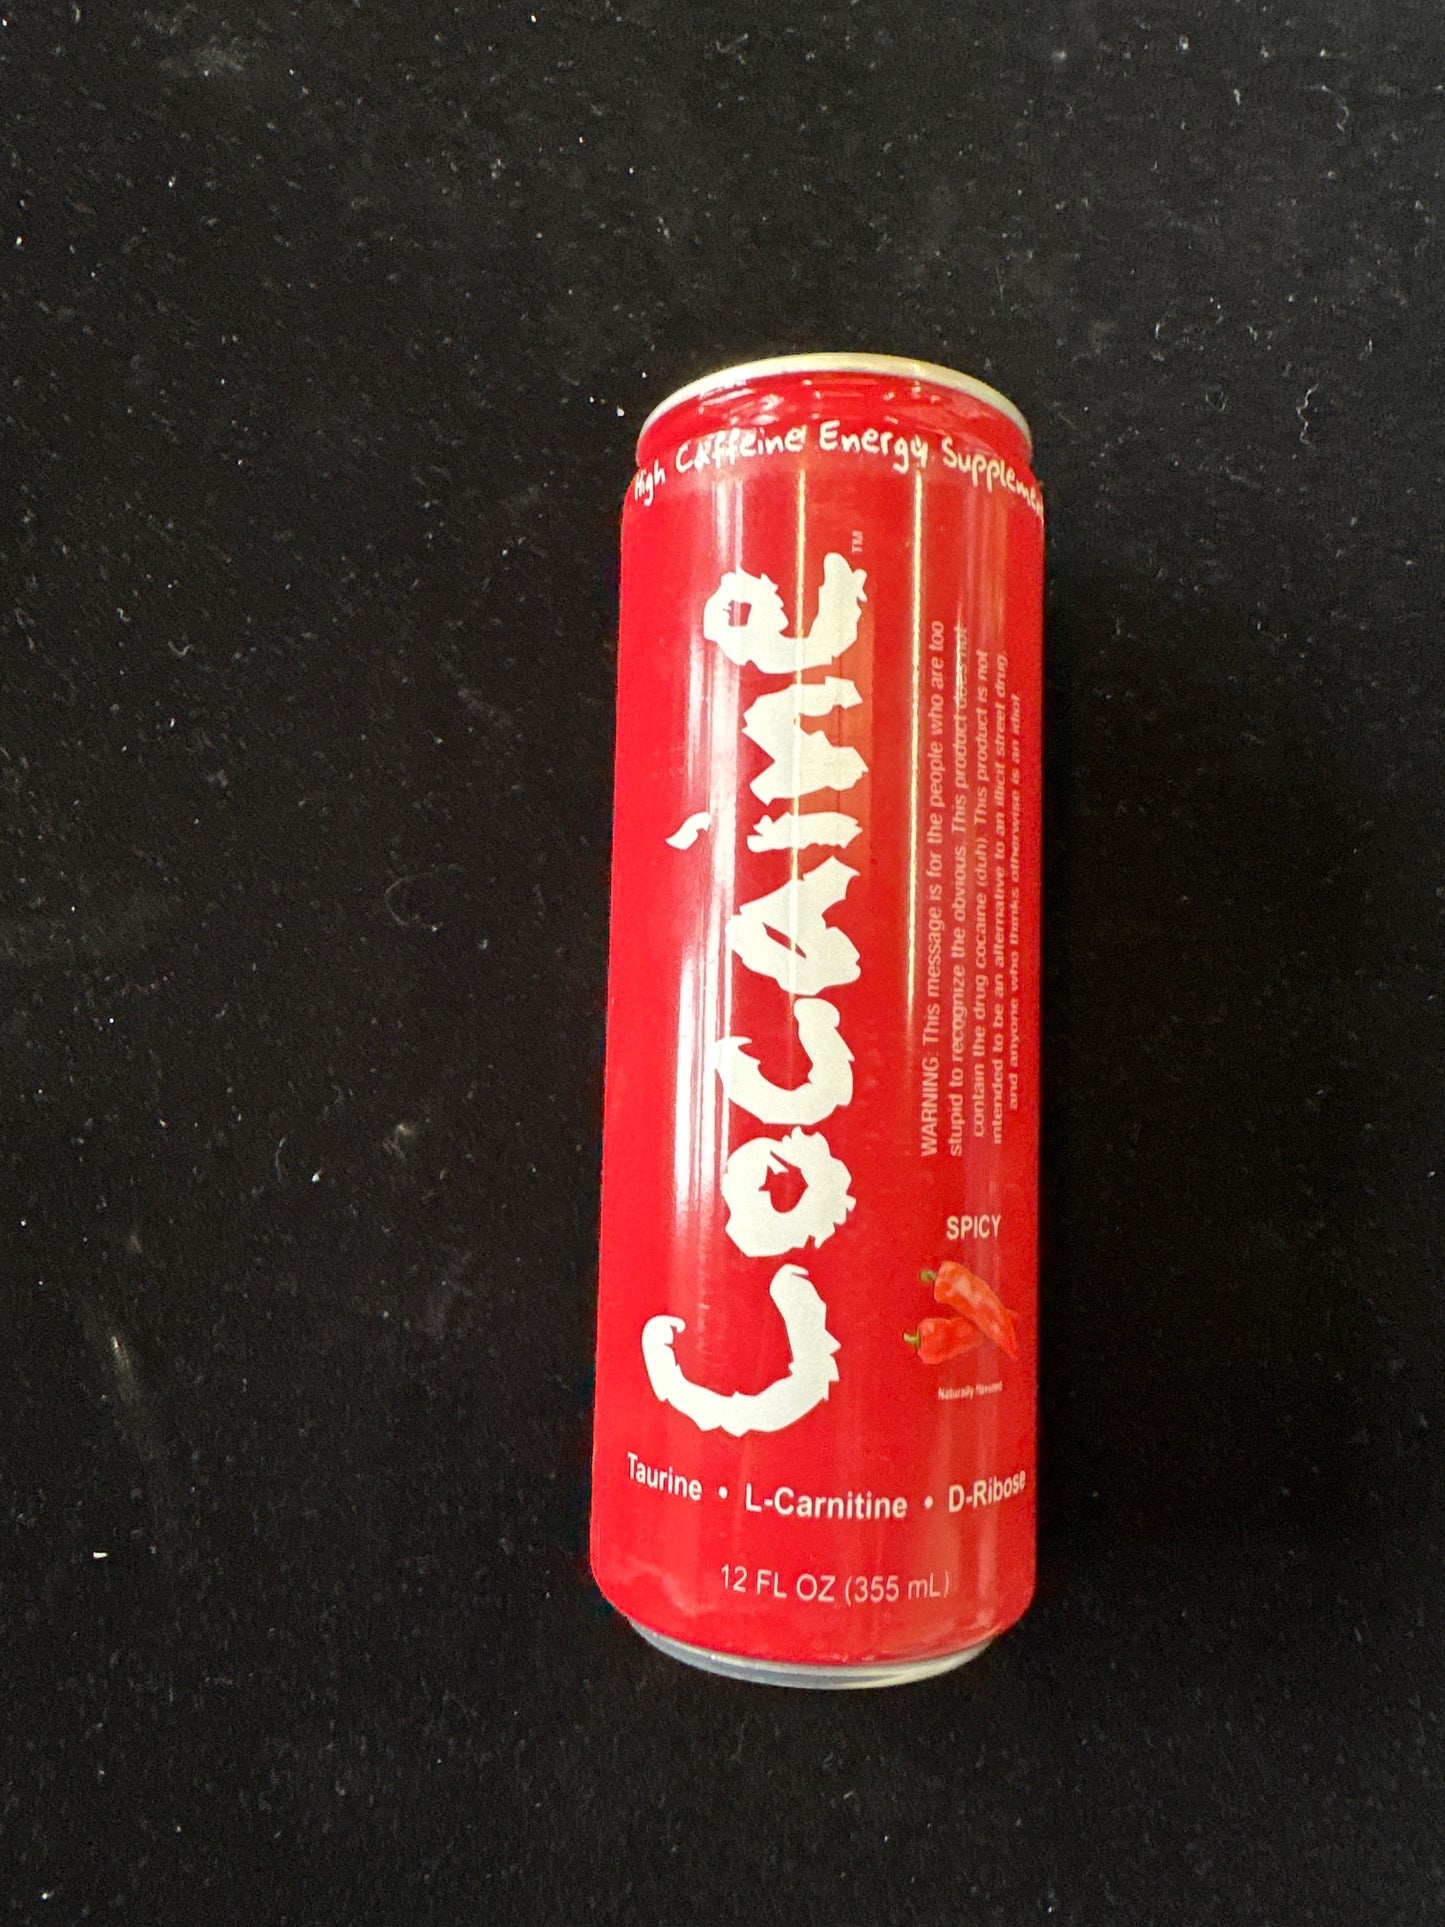 High Caffeine Energy Supplement
Cocaine™
WARNING: This message is for the people who are too
stupid to recognize the obvious. This product does not
contain the drug cocaine (duh). This product is not
intended to be an alternative to an illicit street drug,
and anyone who thinks otherwise is an idiot.
SPICY
Naturally flavored
Taurine • L-Carnitine • D-Ribose
12 FL OZ (355 mL)